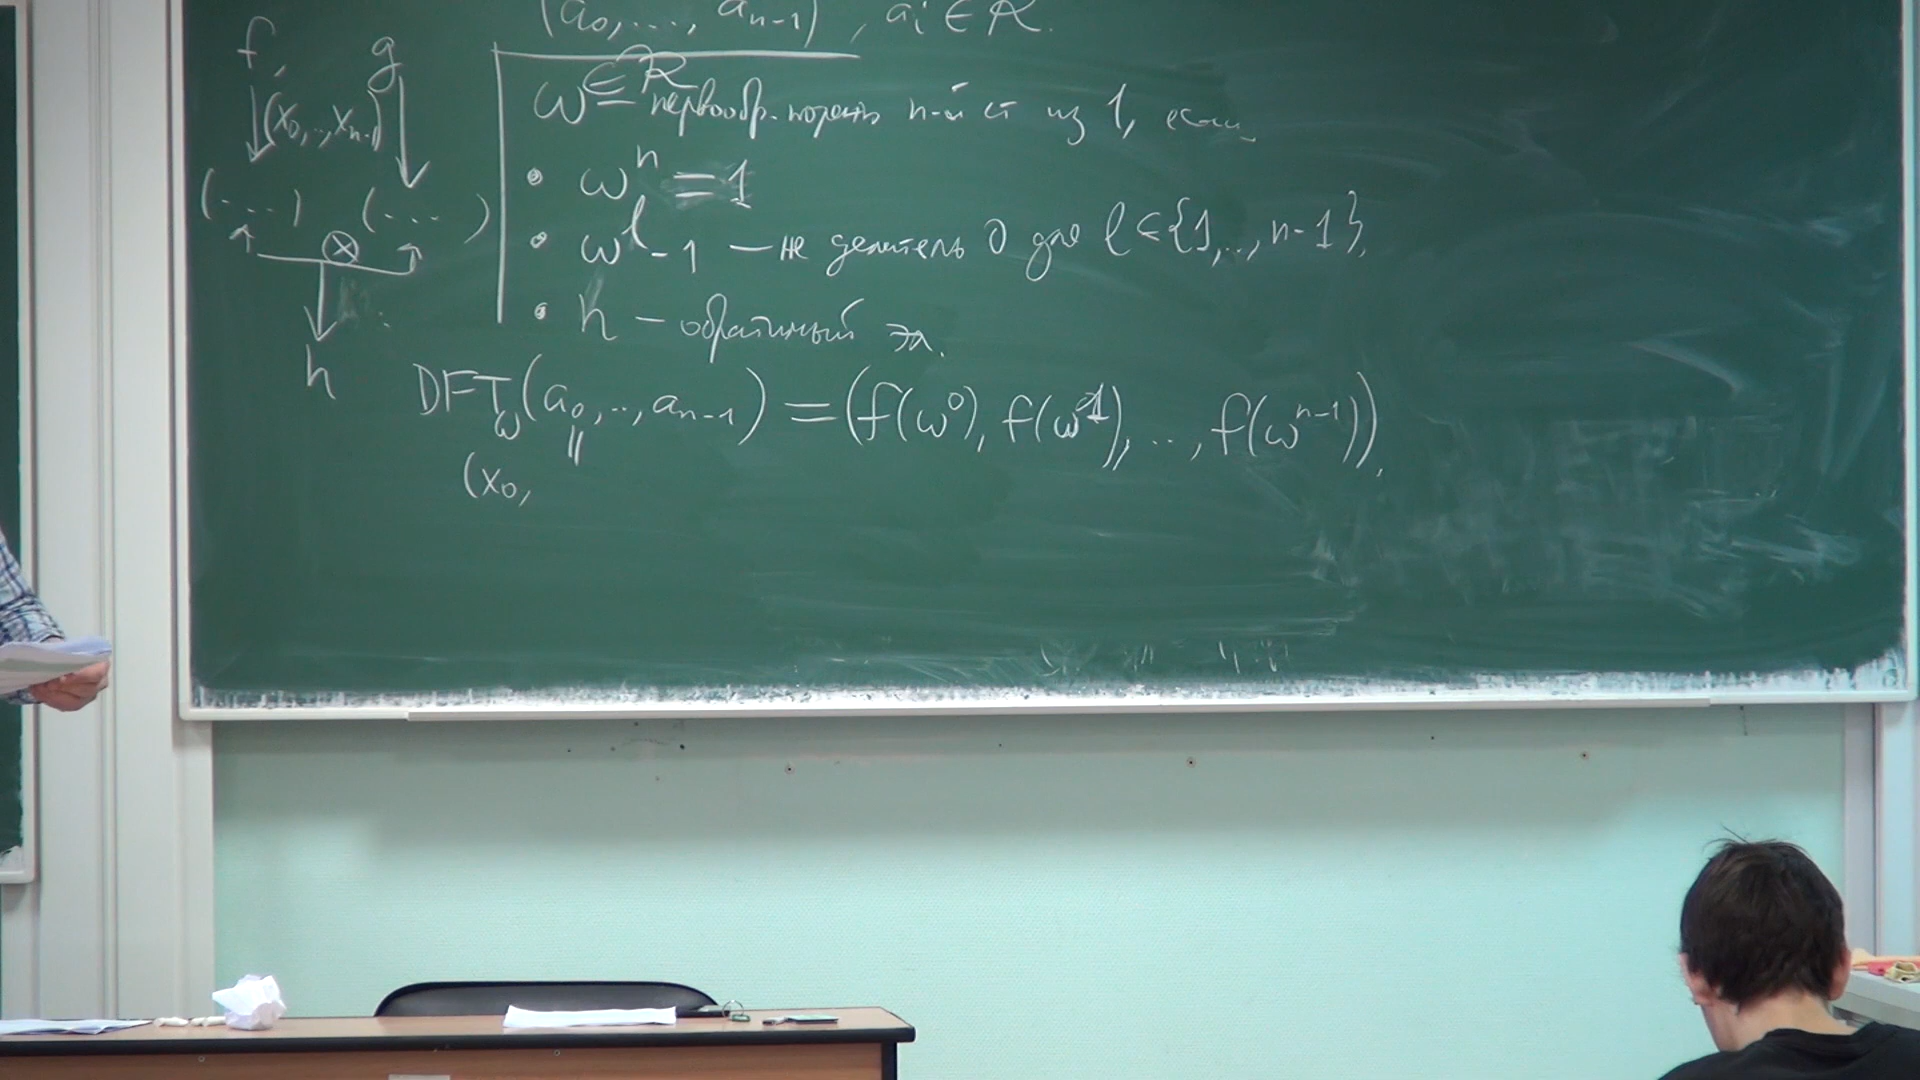 (a₀, ..., aₙ₋₁), aᵢ ∈ R.
f, g
(x₀, .., xₙ₋₁)
(...) (...)
⊗
h
ω ∈ R – первообр. корень n-й ст из 1, если
• ωⁿ = 1
• ωˡ - 1 – не делитель 0 для l ∈ {1, .., n-1},
• n – обратимый эл.
DFT_ω(a₀, .., aₙ₋₁) = (f(ω⁰), f(ω¹), ..., f(ωⁿ⁻¹)),
||
(x₀,